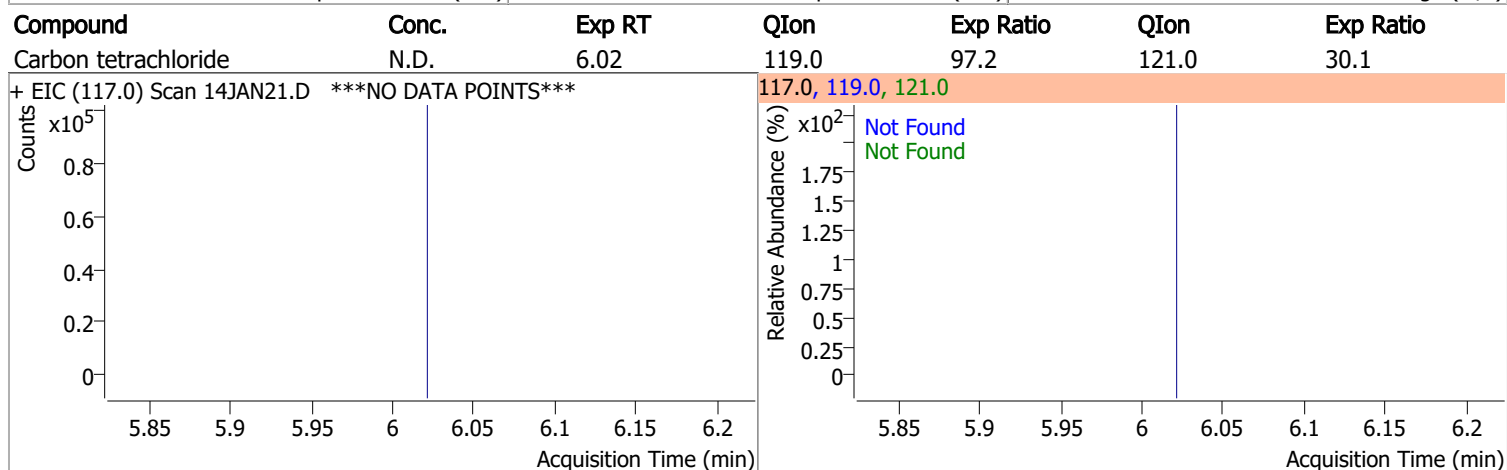 Compound Conc. Exp RT QIon Exp Ratio QIon Exp Ratio
Carbon tetrachloride N.D. 6.02 119.0 97.2 121.0 30.1
+ EIC (117.0) Scan 14JAN21.D ***NO DATA POINTS***
Counts
x10⁵
0.8
0.6
0.4
0.2
0
5.85 5.9 5.95 6 6.05 6.1 6.15 6.2
Acquisition Time (min)
117.0, 119.0, 121.0
Relative Abundance (%)
x10²
Not Found
Not Found
1.75
1.5
1.25
1
0.75
0.5
0.25
0
5.85 5.9 5.95 6 6.05 6.1 6.15 6.2
Acquisition Time (min)